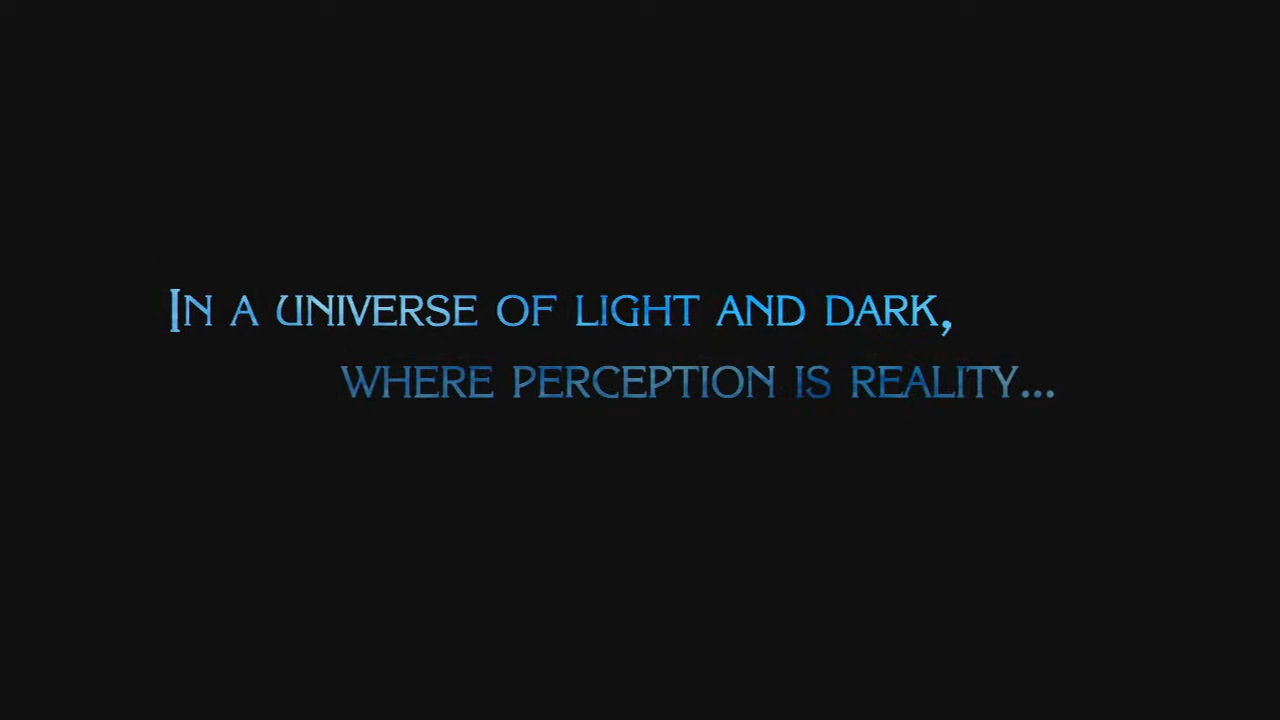 In a universe of light and dark,
where perception is reality...